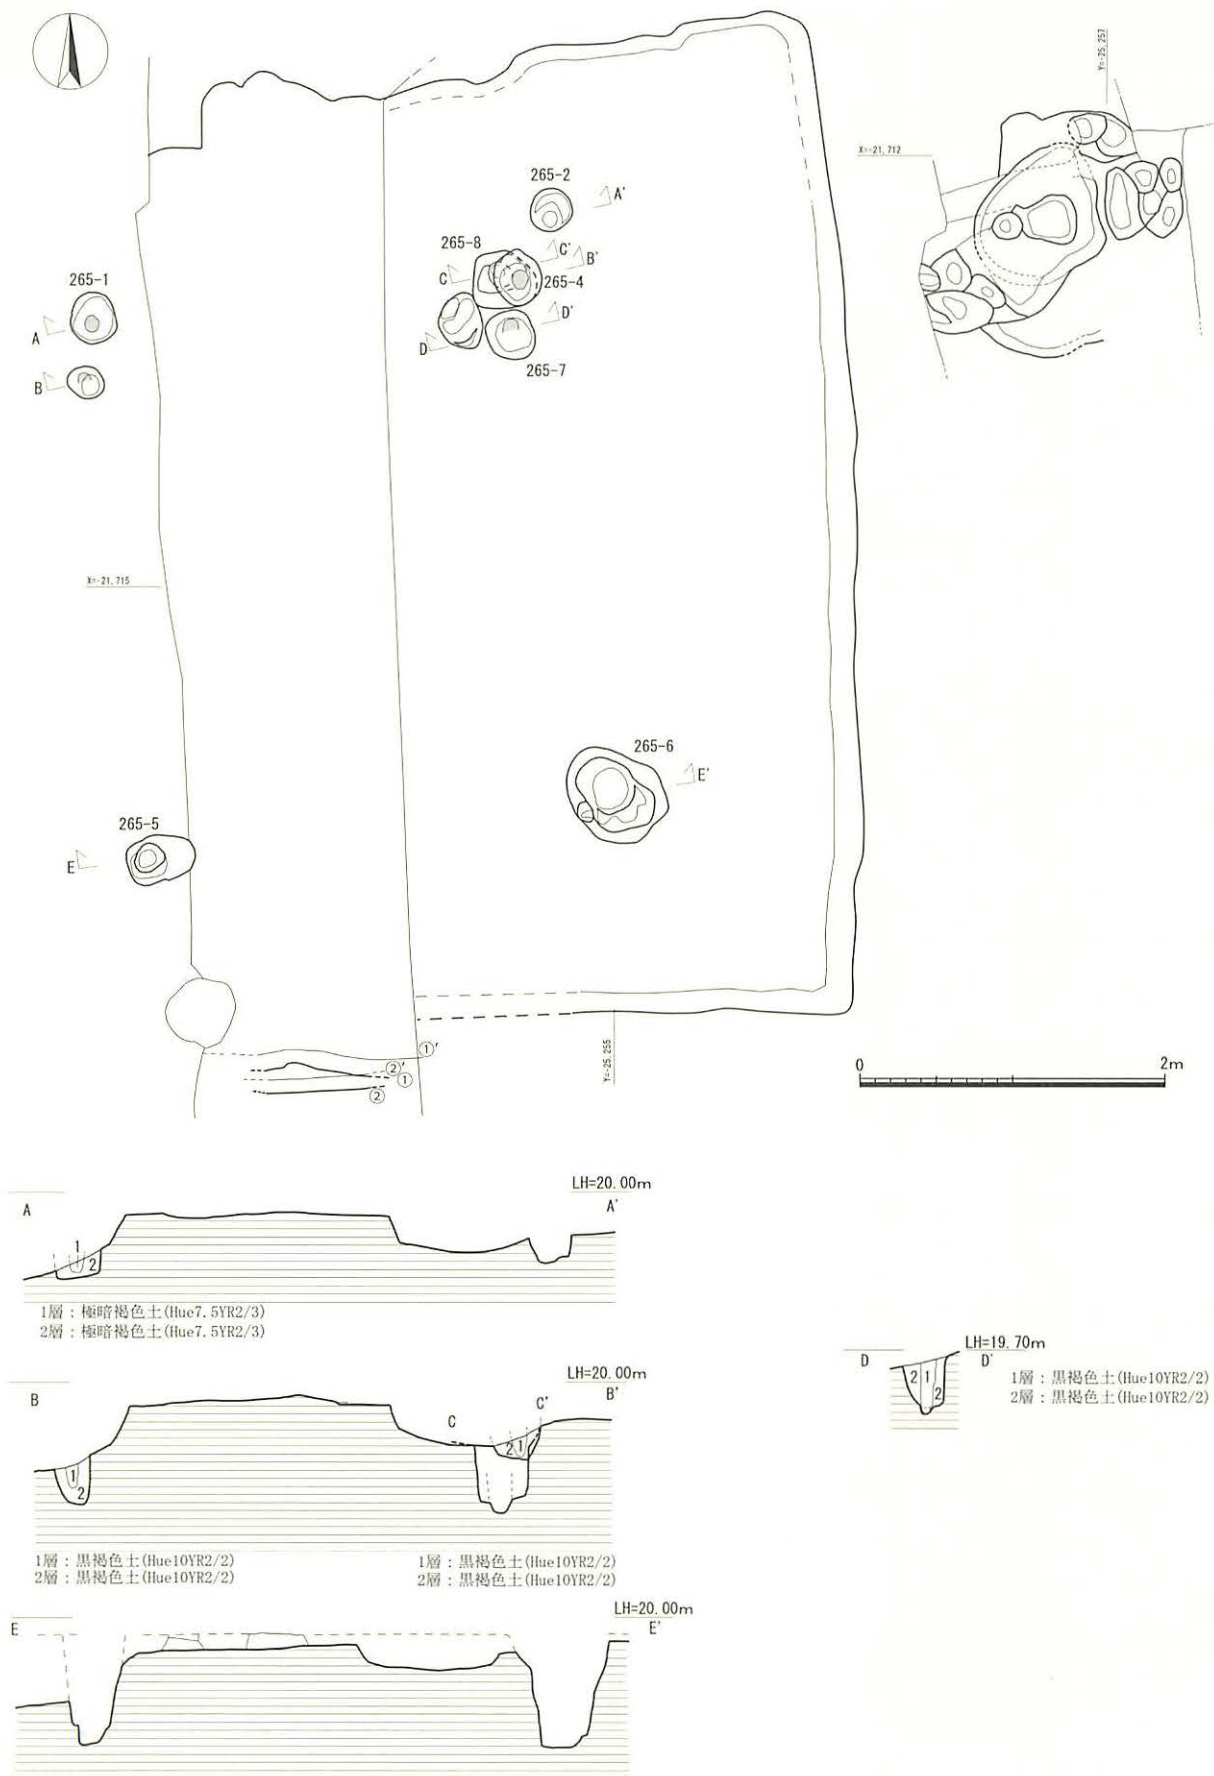 Y=-25,257
X=-21,712
265-2
A'
265-8
C'
B'
C
265-4
265-1
D'
A
D
265-7
B
X=-21,715
265-6
E'
265-5
E
①'
②'
①
②
Y=-25,255
0 2m
LH=20.00m
A A'
1
2
1層：極暗褐色土(Hue7.5YR2/3)
2層：極暗褐色土(Hue7.5YR2/3)
LH=19.70m
D D'
2 1
2
1層：黒褐色土(Hue10YR2/2)
2層：黒褐色土(Hue10YR2/2)
LH=20.00m
B C C' B'
2 1
1
2
1層：黒褐色土(Hue10YR2/2)
2層：黒褐色土(Hue10YR2/2)
1層：黒褐色土(Hue10YR2/2)
2層：黒褐色土(Hue10YR2/2)
LH=20.00m
E E'